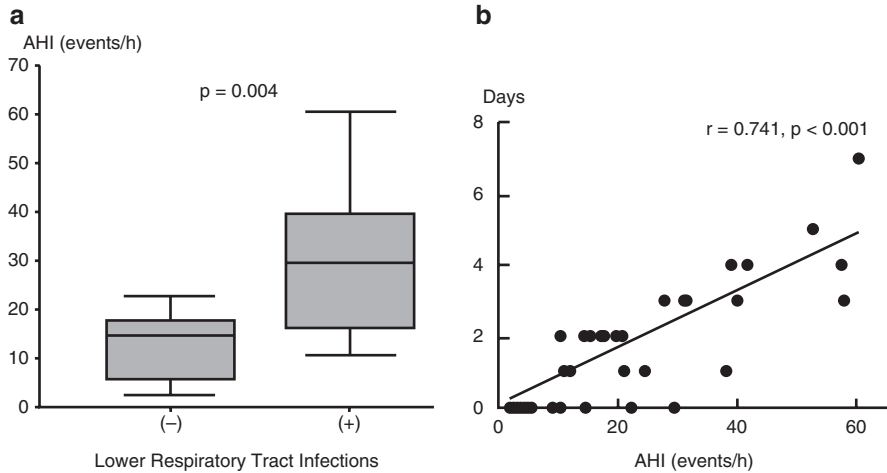 a
AHI (events/h)
70
60
50
40
30
20
10
0
p = 0.004
(–)
(+)
Lower Respiratory Tract Infections
b
Days
8
6
4
2
0
r = 0.741, p < 0.001
0
20
40
60
AHI (events/h)